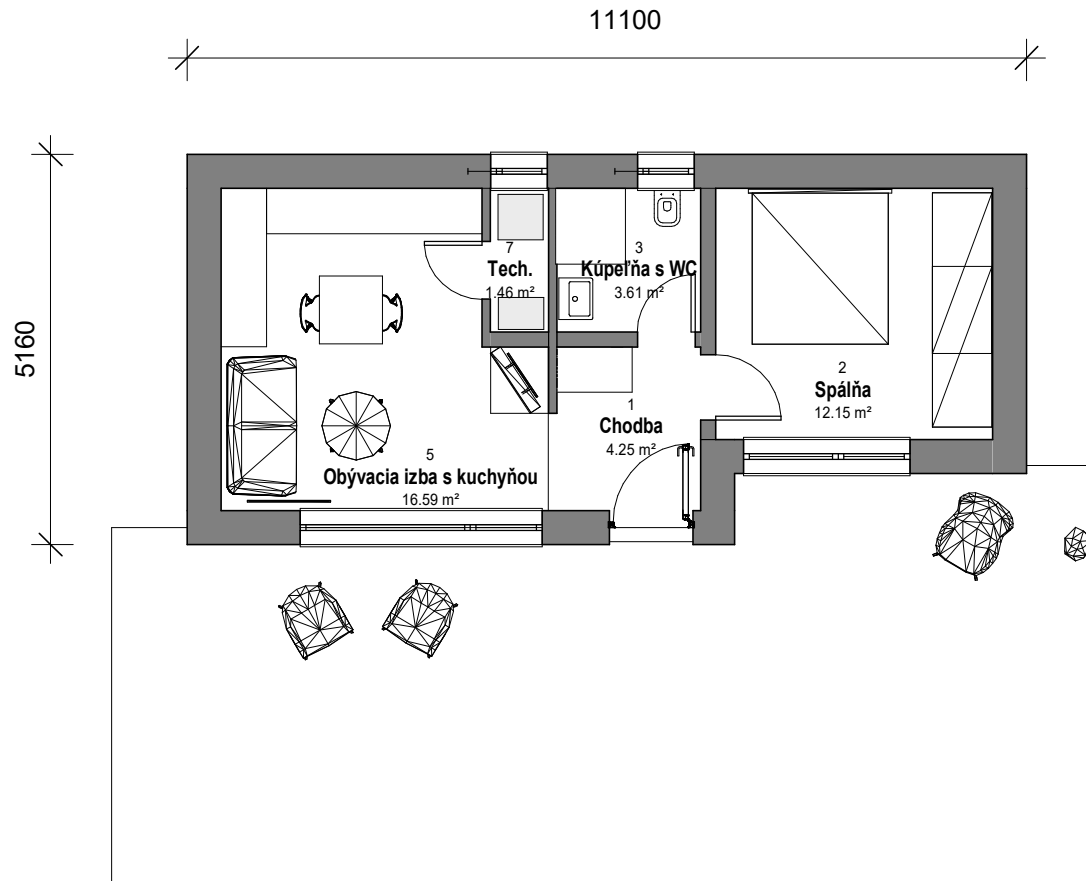 11100
5160
7
Tech.
1.46 m²
3
Kúpeľňa s WC
3.61 m²
2
Spálňa
12.15 m²
1
Chodba
4.25 m²
5
Obývacia izba s kuchyňou
16.59 m²